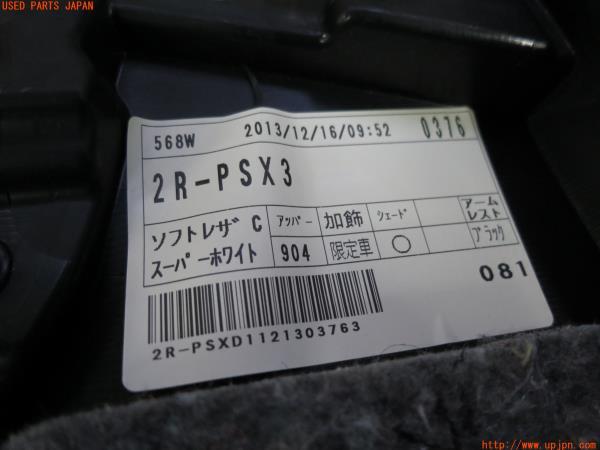 USED PARTS JAPAN
568W 2013/12/16/09:52 0376
2R-PSX3
ソフトレザ C アッパー 加飾 シェード アームレスト
スーパーホワイト 904 限定車 〇 ブラック
081
2R-PSXD1121303763
http://www.upjpn.com